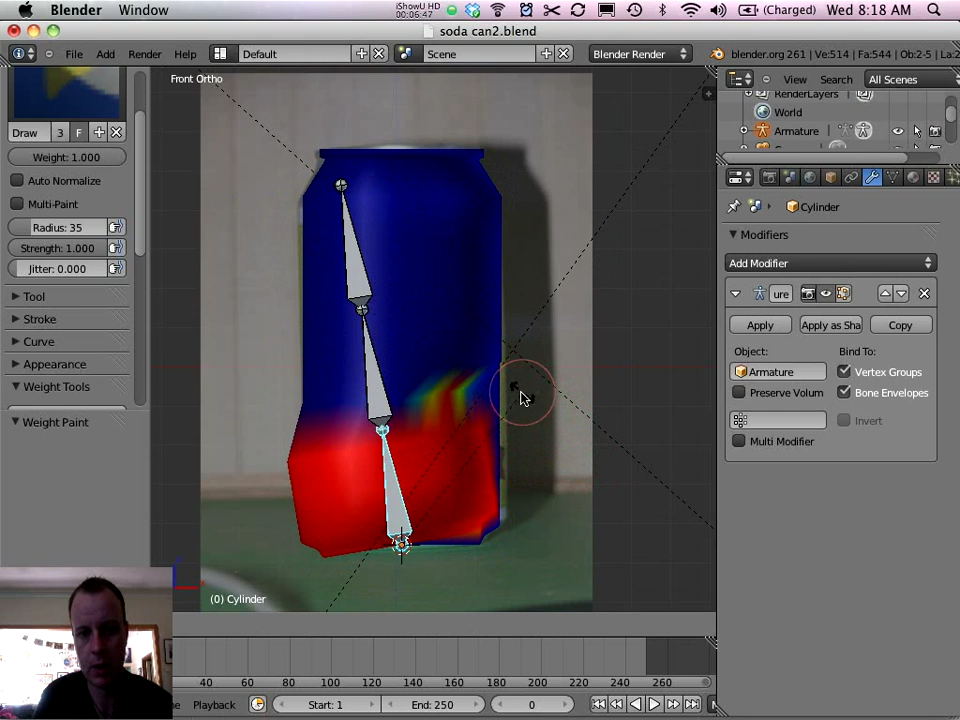 Blender Window
iShowU HD
00:06:47
(Charged) Wed 8:18 AM
soda can2.blend
File Add Render Help
Default
Scene
Blender Render
blender.org 261 | Ve:514 | Fa:544 | Ob:2-5 | La:2
Front Ortho
View Search All Scenes
RenderLayers
World
Armature
Draw 3 F
Weight: 1.000
Auto Normalize
Multi-Paint
Radius: 35
Strength: 1.000
Jitter: 0.000
Tool
Stroke
Curve
Appearance
Weight Tools
Weight Paint
Cylinder
Modifiers
Add Modifier
ure
Apply
Apply as Sha
Copy
Object:
Bind To:
Armature
Vertex Groups
Preserve Volum
Bone Envelopes
Invert
Multi Modifier
(0) Cylinder
40 60 80 100 120 140 160 180 200 220 240 260
Playback
Start: 1
End: 250
0